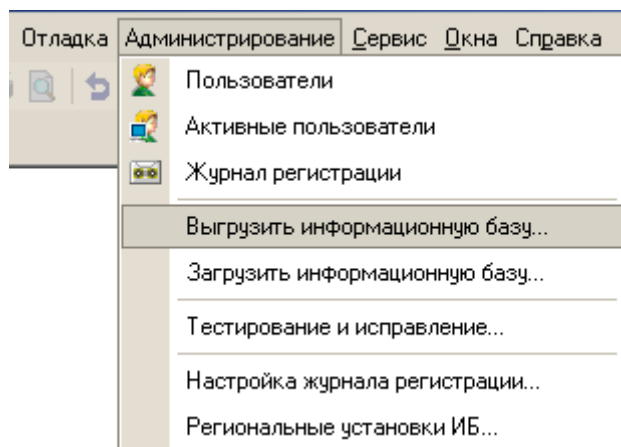 Отладка Администрирование Сервис Окна Справка
Пользователи
Активные пользователи
Журнал регистрации
Выгрузить информационную базу...
Загрузить информационную базу...
Тестирование и исправление...
Настройка журнала регистрации...
Региональные установки ИБ...